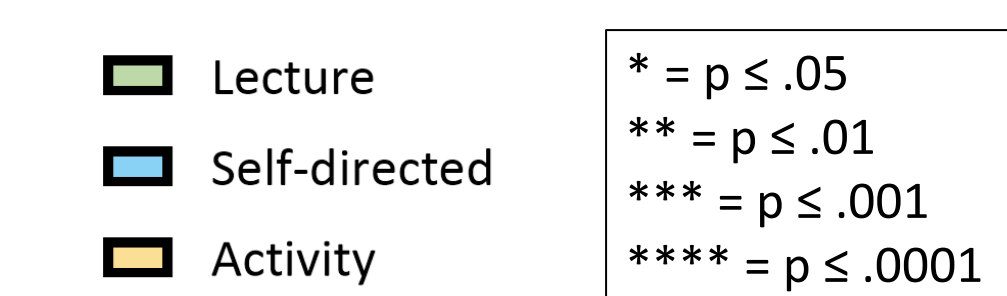 Lecture
Self-directed
Activity
* = p ≤ .05
** = p ≤ .01
*** = p ≤ .001
**** = p ≤ .0001